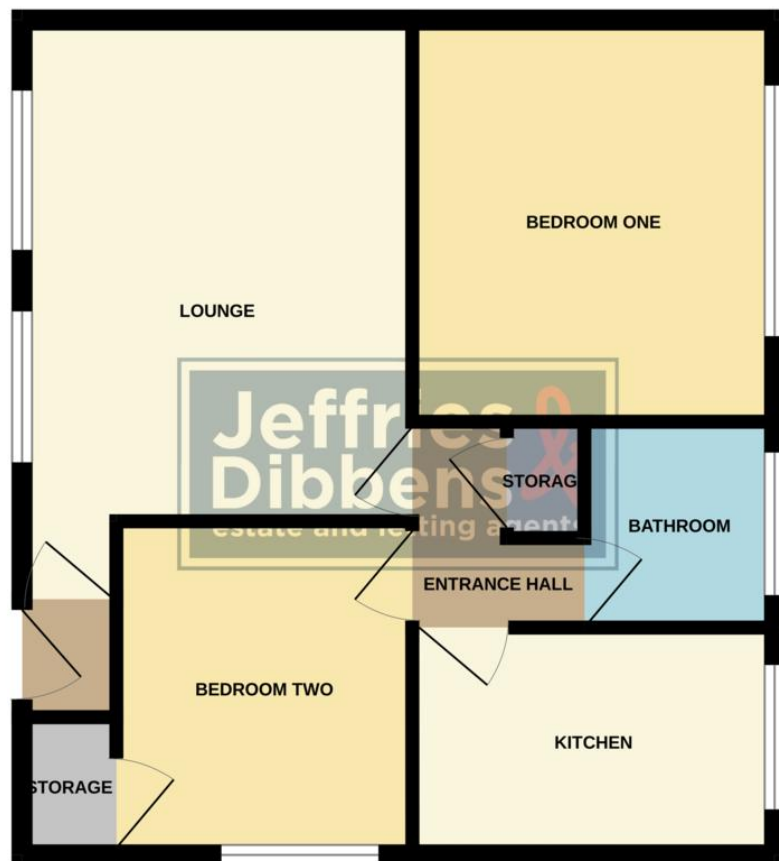 BEDROOM ONE
LOUNGE
Jeffries
Dibbens
estate and letting agents
STORAG
BATHROOM
ENTRANCE HALL
BEDROOM TWO
KITCHEN
STORAGE